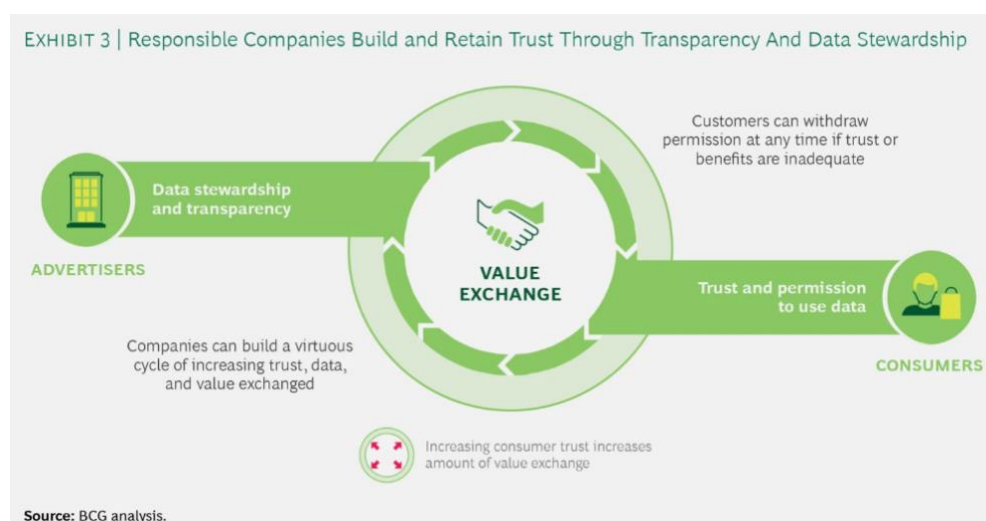 EXHIBIT 3 | Responsible Companies Build and Retain Trust Through Transparency And Data Stewardship
Customers can withdraw
permission at any time if trust or
benefits are inadequate
Data stewardship
and transparency
ADVERTISERS
VALUE
EXCHANGE
Trust and permission
to use data
CONSUMERS
Companies can build a virtuous
cycle of increasing trust, data,
and value exchanged
Increasing consumer trust increases
amount of value exchange
Source: BCG analysis.